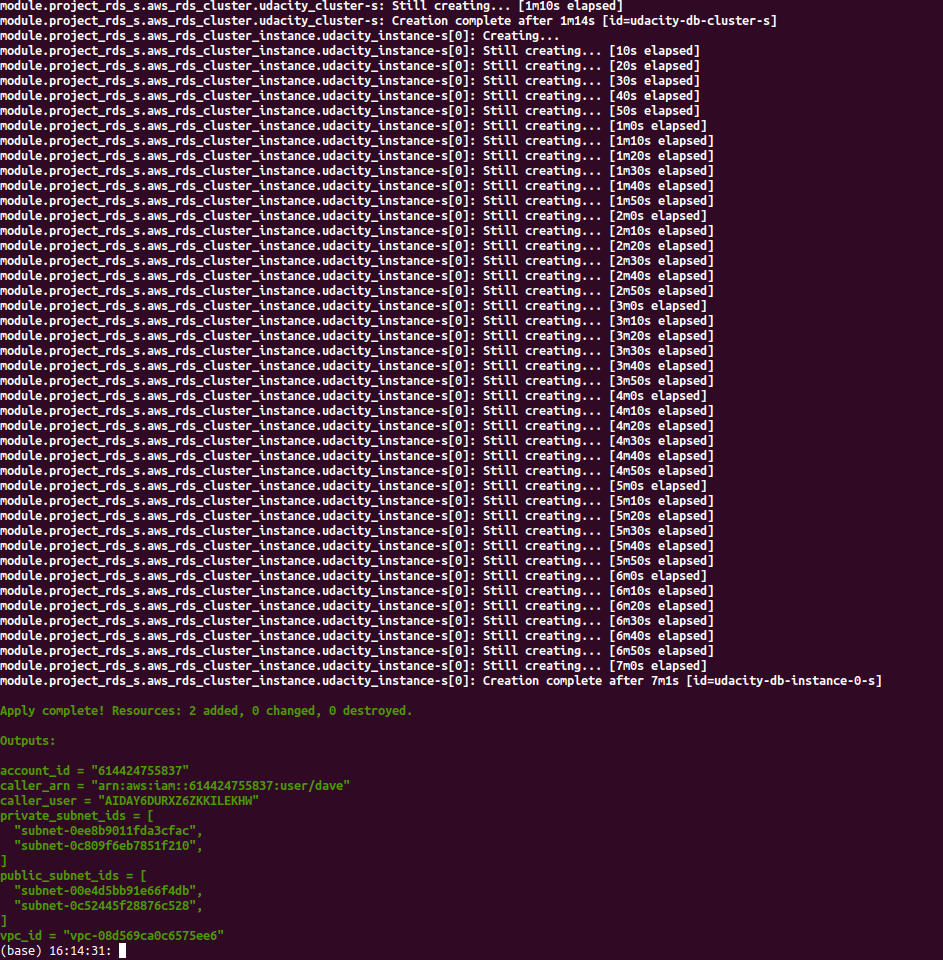 module.project_rds_s.aws_rds_cluster.udacity_cluster-s: Still creating... [1m10s elapsed]
module.project_rds_s.aws_rds_cluster.udacity_cluster-s: Creation complete after 1m14s [id=udacity-db-cluster-s]
module.project_rds_s.aws_rds_cluster_instance.udacity_instance-s[0]: Creating...
module.project_rds_s.aws_rds_cluster_instance.udacity_instance-s[0]: Still creating... [10s elapsed]
module.project_rds_s.aws_rds_cluster_instance.udacity_instance-s[0]: Still creating... [20s elapsed]
module.project_rds_s.aws_rds_cluster_instance.udacity_instance-s[0]: Still creating... [30s elapsed]
module.project_rds_s.aws_rds_cluster_instance.udacity_instance-s[0]: Still creating... [40s elapsed]
module.project_rds_s.aws_rds_cluster_instance.udacity_instance-s[0]: Still creating... [50s elapsed]
module.project_rds_s.aws_rds_cluster_instance.udacity_instance-s[0]: Still creating... [1m0s elapsed]
module.project_rds_s.aws_rds_cluster_instance.udacity_instance-s[0]: Still creating... [1m10s elapsed]
module.project_rds_s.aws_rds_cluster_instance.udacity_instance-s[0]: Still creating... [1m20s elapsed]
module.project_rds_s.aws_rds_cluster_instance.udacity_instance-s[0]: Still creating... [1m30s elapsed]
module.project_rds_s.aws_rds_cluster_instance.udacity_instance-s[0]: Still creating... [1m40s elapsed]
module.project_rds_s.aws_rds_cluster_instance.udacity_instance-s[0]: Still creating... [1m50s elapsed]
module.project_rds_s.aws_rds_cluster_instance.udacity_instance-s[0]: Still creating... [2m0s elapsed]
module.project_rds_s.aws_rds_cluster_instance.udacity_instance-s[0]: Still creating... [2m10s elapsed]
module.project_rds_s.aws_rds_cluster_instance.udacity_instance-s[0]: Still creating... [2m20s elapsed]
module.project_rds_s.aws_rds_cluster_instance.udacity_instance-s[0]: Still creating... [2m30s elapsed]
module.project_rds_s.aws_rds_cluster_instance.udacity_instance-s[0]: Still creating... [2m40s elapsed]
module.project_rds_s.aws_rds_cluster_instance.udacity_instance-s[0]: Still creating... [2m50s elapsed]
module.project_rds_s.aws_rds_cluster_instance.udacity_instance-s[0]: Still creating... [3m0s elapsed]
module.project_rds_s.aws_rds_cluster_instance.udacity_instance-s[0]: Still creating... [3m10s elapsed]
module.project_rds_s.aws_rds_cluster_instance.udacity_instance-s[0]: Still creating... [3m20s elapsed]
module.project_rds_s.aws_rds_cluster_instance.udacity_instance-s[0]: Still creating... [3m30s elapsed]
module.project_rds_s.aws_rds_cluster_instance.udacity_instance-s[0]: Still creating... [3m40s elapsed]
module.project_rds_s.aws_rds_cluster_instance.udacity_instance-s[0]: Still creating... [3m50s elapsed]
module.project_rds_s.aws_rds_cluster_instance.udacity_instance-s[0]: Still creating... [4m0s elapsed]
module.project_rds_s.aws_rds_cluster_instance.udacity_instance-s[0]: Still creating... [4m10s elapsed]
module.project_rds_s.aws_rds_cluster_instance.udacity_instance-s[0]: Still creating... [4m20s elapsed]
module.project_rds_s.aws_rds_cluster_instance.udacity_instance-s[0]: Still creating... [4m30s elapsed]
module.project_rds_s.aws_rds_cluster_instance.udacity_instance-s[0]: Still creating... [4m40s elapsed]
module.project_rds_s.aws_rds_cluster_instance.udacity_instance-s[0]: Still creating... [4m50s elapsed]
module.project_rds_s.aws_rds_cluster_instance.udacity_instance-s[0]: Still creating... [5m0s elapsed]
module.project_rds_s.aws_rds_cluster_instance.udacity_instance-s[0]: Still creating... [5m10s elapsed]
module.project_rds_s.aws_rds_cluster_instance.udacity_instance-s[0]: Still creating... [5m20s elapsed]
module.project_rds_s.aws_rds_cluster_instance.udacity_instance-s[0]: Still creating... [5m30s elapsed]
module.project_rds_s.aws_rds_cluster_instance.udacity_instance-s[0]: Still creating... [5m40s elapsed]
module.project_rds_s.aws_rds_cluster_instance.udacity_instance-s[0]: Still creating... [5m50s elapsed]
module.project_rds_s.aws_rds_cluster_instance.udacity_instance-s[0]: Still creating... [6m0s elapsed]
module.project_rds_s.aws_rds_cluster_instance.udacity_instance-s[0]: Still creating... [6m10s elapsed]
module.project_rds_s.aws_rds_cluster_instance.udacity_instance-s[0]: Still creating... [6m20s elapsed]
module.project_rds_s.aws_rds_cluster_instance.udacity_instance-s[0]: Still creating... [6m30s elapsed]
module.project_rds_s.aws_rds_cluster_instance.udacity_instance-s[0]: Still creating... [6m40s elapsed]
module.project_rds_s.aws_rds_cluster_instance.udacity_instance-s[0]: Still creating... [6m50s elapsed]
module.project_rds_s.aws_rds_cluster_instance.udacity_instance-s[0]: Still creating... [7m0s elapsed]
module.project_rds_s.aws_rds_cluster_instance.udacity_instance-s[0]: Creation complete after 7m1s [id=udacity-db-instance-0-s]
Apply complete! Resources: 2 added, 0 changed, 0 destroyed.
Outputs:
account_id = "614424755837"
caller_arn = "arn:aws:iam::614424755837:user/dave"
caller_user = "AIDAY6DURXZ6ZKKILEKHW"
private_subnet_ids = [
  "subnet-0ee8b9011fda3cfac",
  "subnet-0c809f6eb7851f210",
]
public_subnet_ids = [
  "subnet-00e4d5bb91e66f4db",
  "subnet-0c52445f28876c528",
]
vpc_id = "vpc-08d569ca0c6575ee6"
(base) 16:14:31: